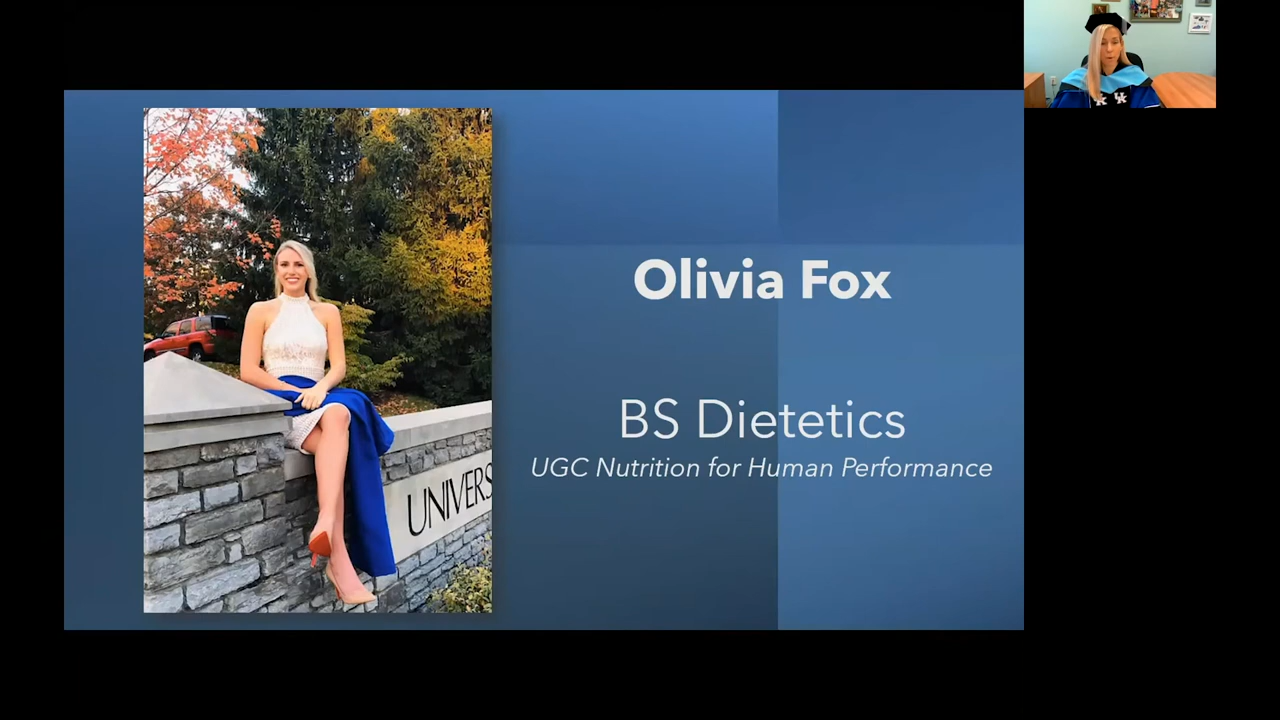 Olivia Fox
BS Dietetics
UGC Nutrition for Human Performance
UNIVERS